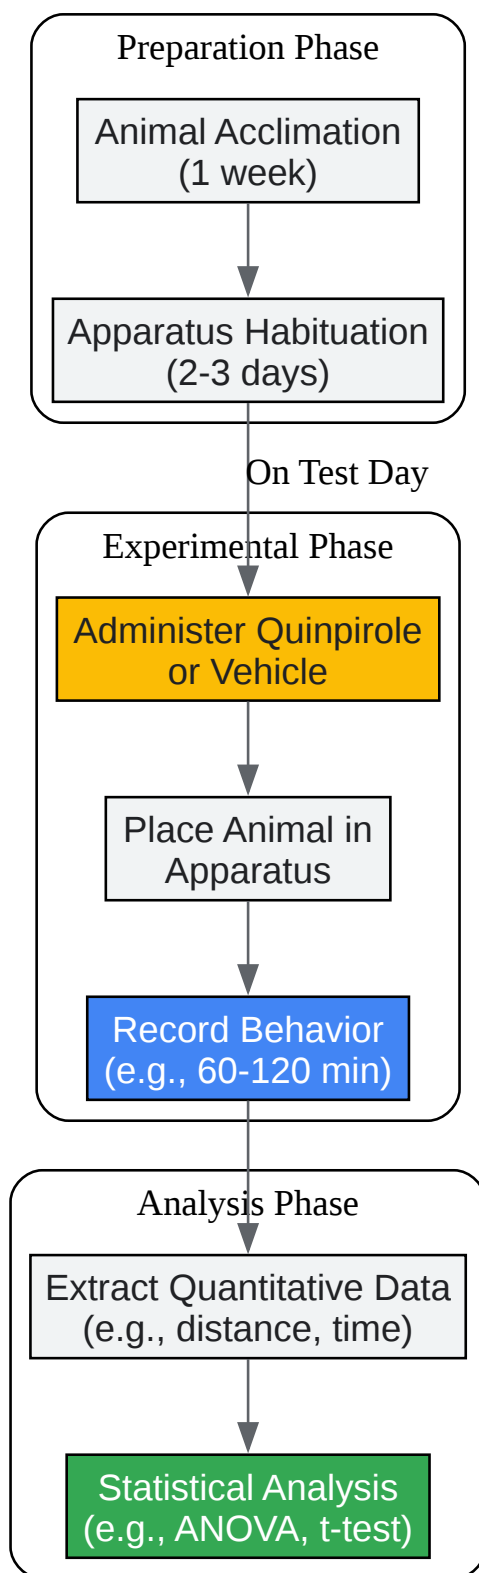 Preparation Phase
Animal Acclimation
(1 week)
Apparatus Habituation
(2-3 days)
On Test Day
Experimental Phase
Administer Quinpirole
or Vehicle
Place Animal in
Apparatus
Record Behavior
(e.g., 60-120 min)
Analysis Phase
Extract Quantitative Data
(e.g., distance, time)
Statistical Analysis
(e.g., ANOVA, t-test)